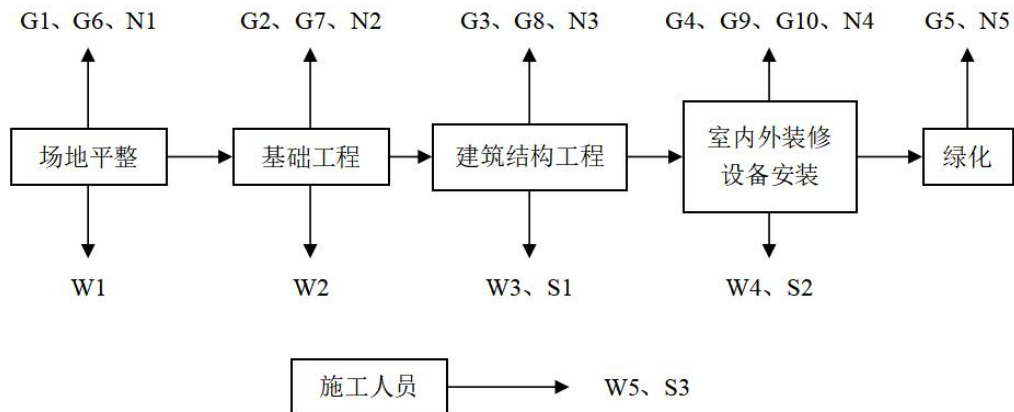 G1、G6、N1
G2、G7、N2
G3、G8、N3
G4、G9、G10、N4
G5、N5
场地平整
基础工程
建筑结构工程
室内外装修
设备安装
绿化
W1
W2
W3、S1
W4、S2
施工人员
W5、S3